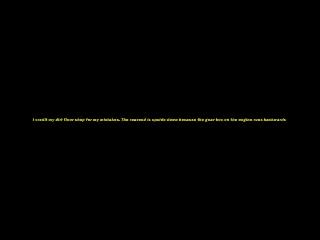 I credit my dirt floor shop for my mistakes. The rearend is upside down because the gear box on the engine runs backwards